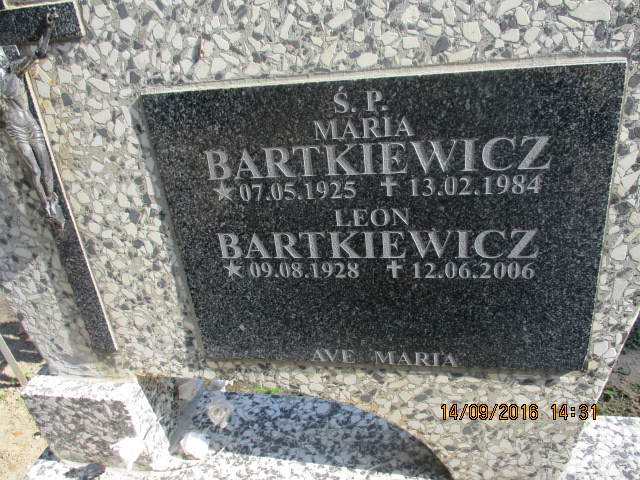 Ś. P.
MARIA
BARTKIEWICZ
★ 07.05.1925 ✝ 13.02.1984
LEON
BARTKIEWICZ
★ 09.08.1928 ✝ 12.06.2006
AVE MARIA
14/09/2016 14:31